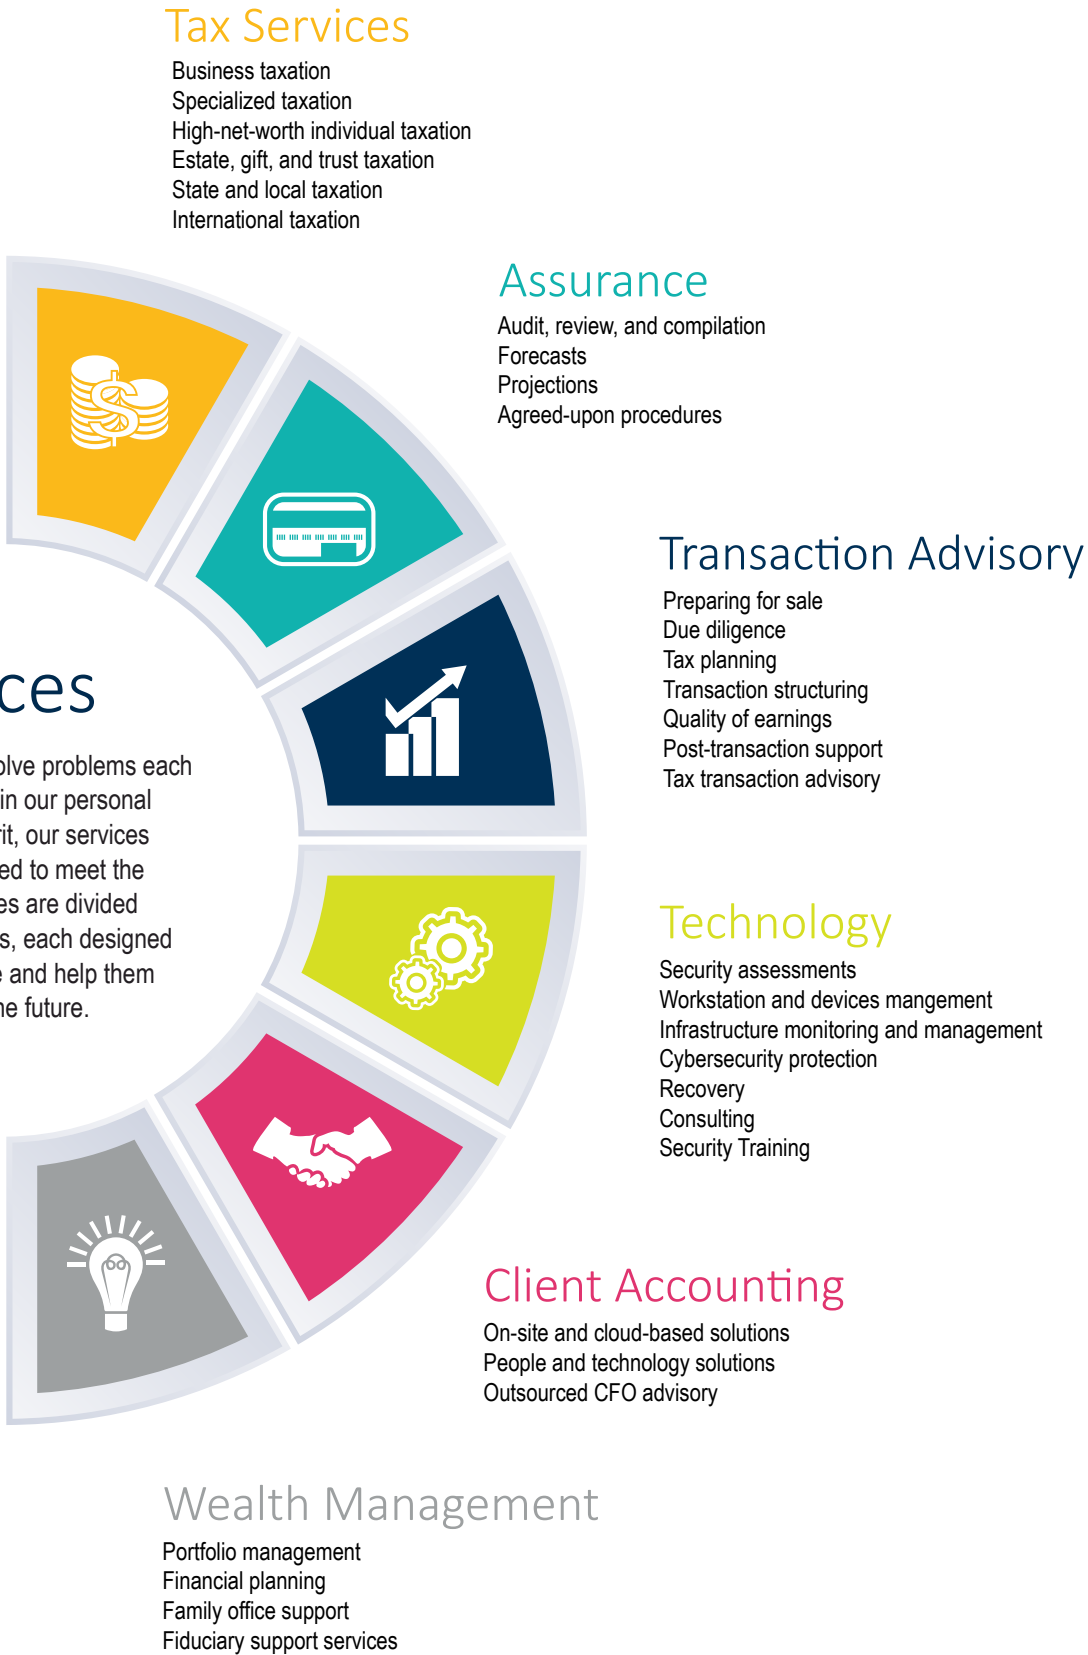 Tax Services
Business taxation
Specialized taxation
High-net-worth individual taxation
Estate, gift, and trust taxation
State and local taxation
International taxation
Assurance
Audit, review, and compilation
Forecasts
Projections
Agreed-upon procedures
Transaction Advisory
Preparing for sale
Due diligence
Tax planning
Transaction structuring
Quality of earnings
Post-transaction support
Tax transaction advisory
ces
olve problems each
in our personal
rit, our services
ed to meet the
es are divided
s, each designed
e and help them
he future.
Technology
Security assessments
Workstation and devices mangement
Infrastructure monitoring and management
Cybersecurity protection
Recovery
Consulting
Security Training
Client Accounting
On-site and cloud-based solutions
People and technology solutions
Outsourced CFO advisory
Wealth Management
Portfolio management
Financial planning
Family office support
Fiduciary support services